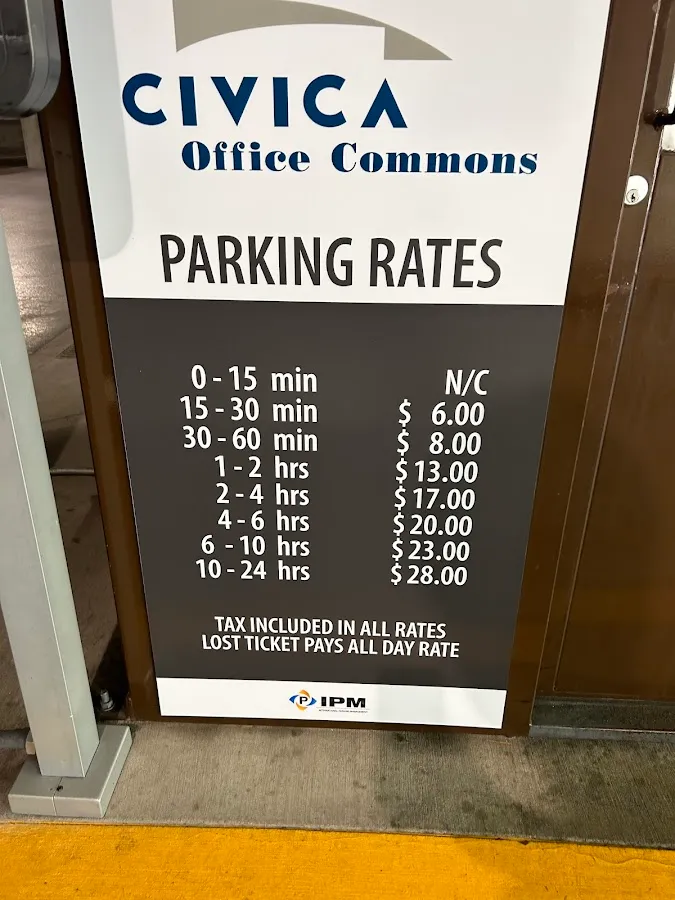 CIVICA
Office Commons
PARKING RATES
0 - 15 min N/C
15 - 30 min $ 6.00
30 - 60 min $ 8.00
1 - 2 hrs $ 13.00
2 - 4 hrs $ 17.00
4 - 6 hrs $ 20.00
6 - 10 hrs $ 23.00
10 - 24 hrs $ 28.00
TAX INCLUDED IN ALL RATES
LOST TICKET PAYS ALL DAY RATE
P IPM